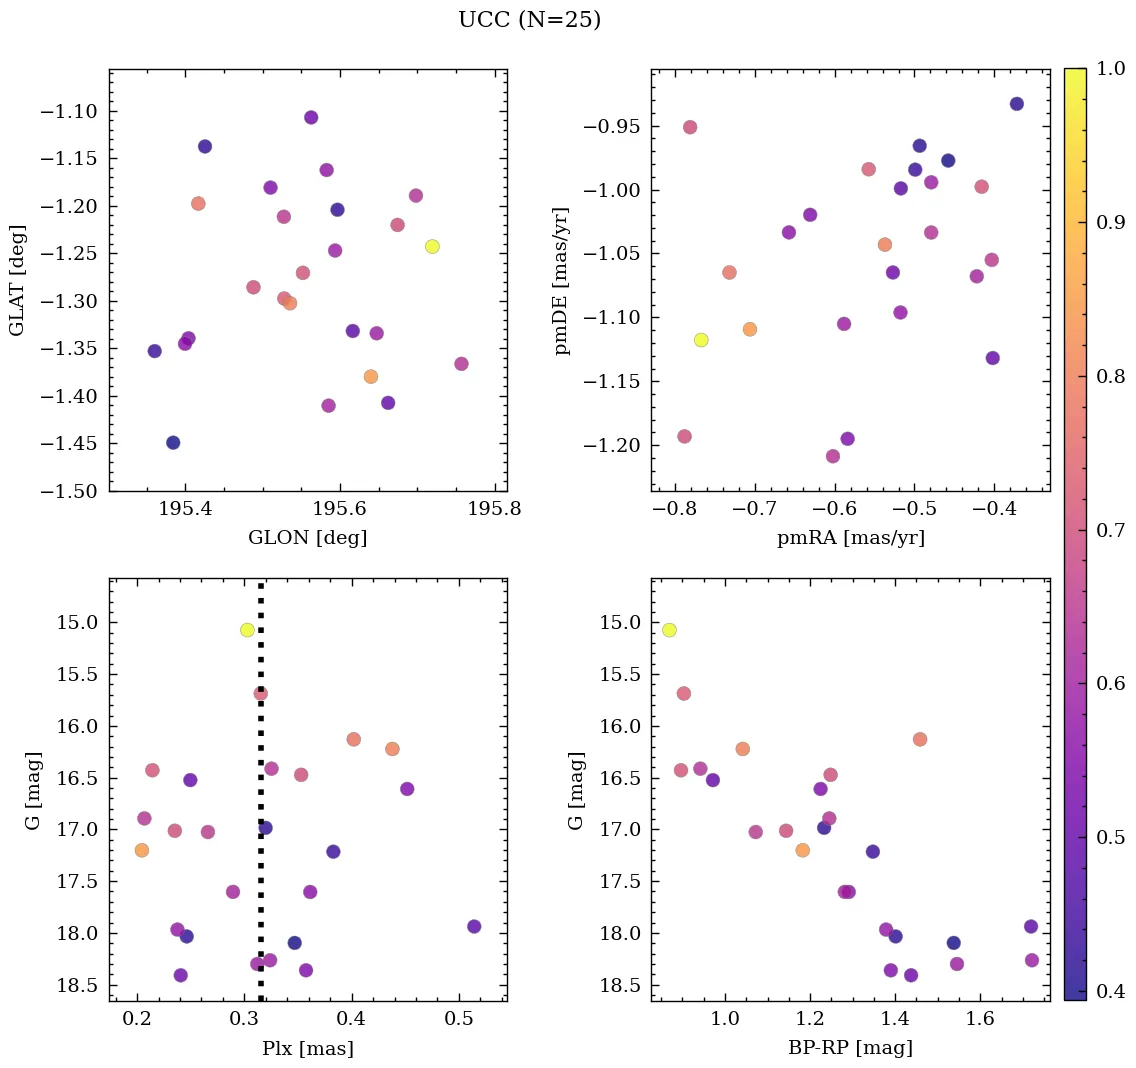 UCC (N=25)
−1.10
−1.15
−1.20
−1.25
−1.30
−1.35
−1.40
−1.45
−1.50
GLAT [deg]
195.4 195.6 195.8
GLON [deg]
−0.95
−1.00
−1.05
−1.10
−1.15
−1.20
pmDE [mas/yr]
−0.8 −0.7 −0.6 −0.5 −0.4
pmRA [mas/yr]
1.0
0.9
0.8
0.7
0.6
0.5
0.4
15.0
15.5
16.0
16.5
17.0
17.5
18.0
18.5
G [mag]
0.2 0.3 0.4 0.5
Plx [mas]
15.0
15.5
16.0
16.5
17.0
17.5
18.0
18.5
G [mag]
1.0 1.2 1.4 1.6
BP-RP [mag]